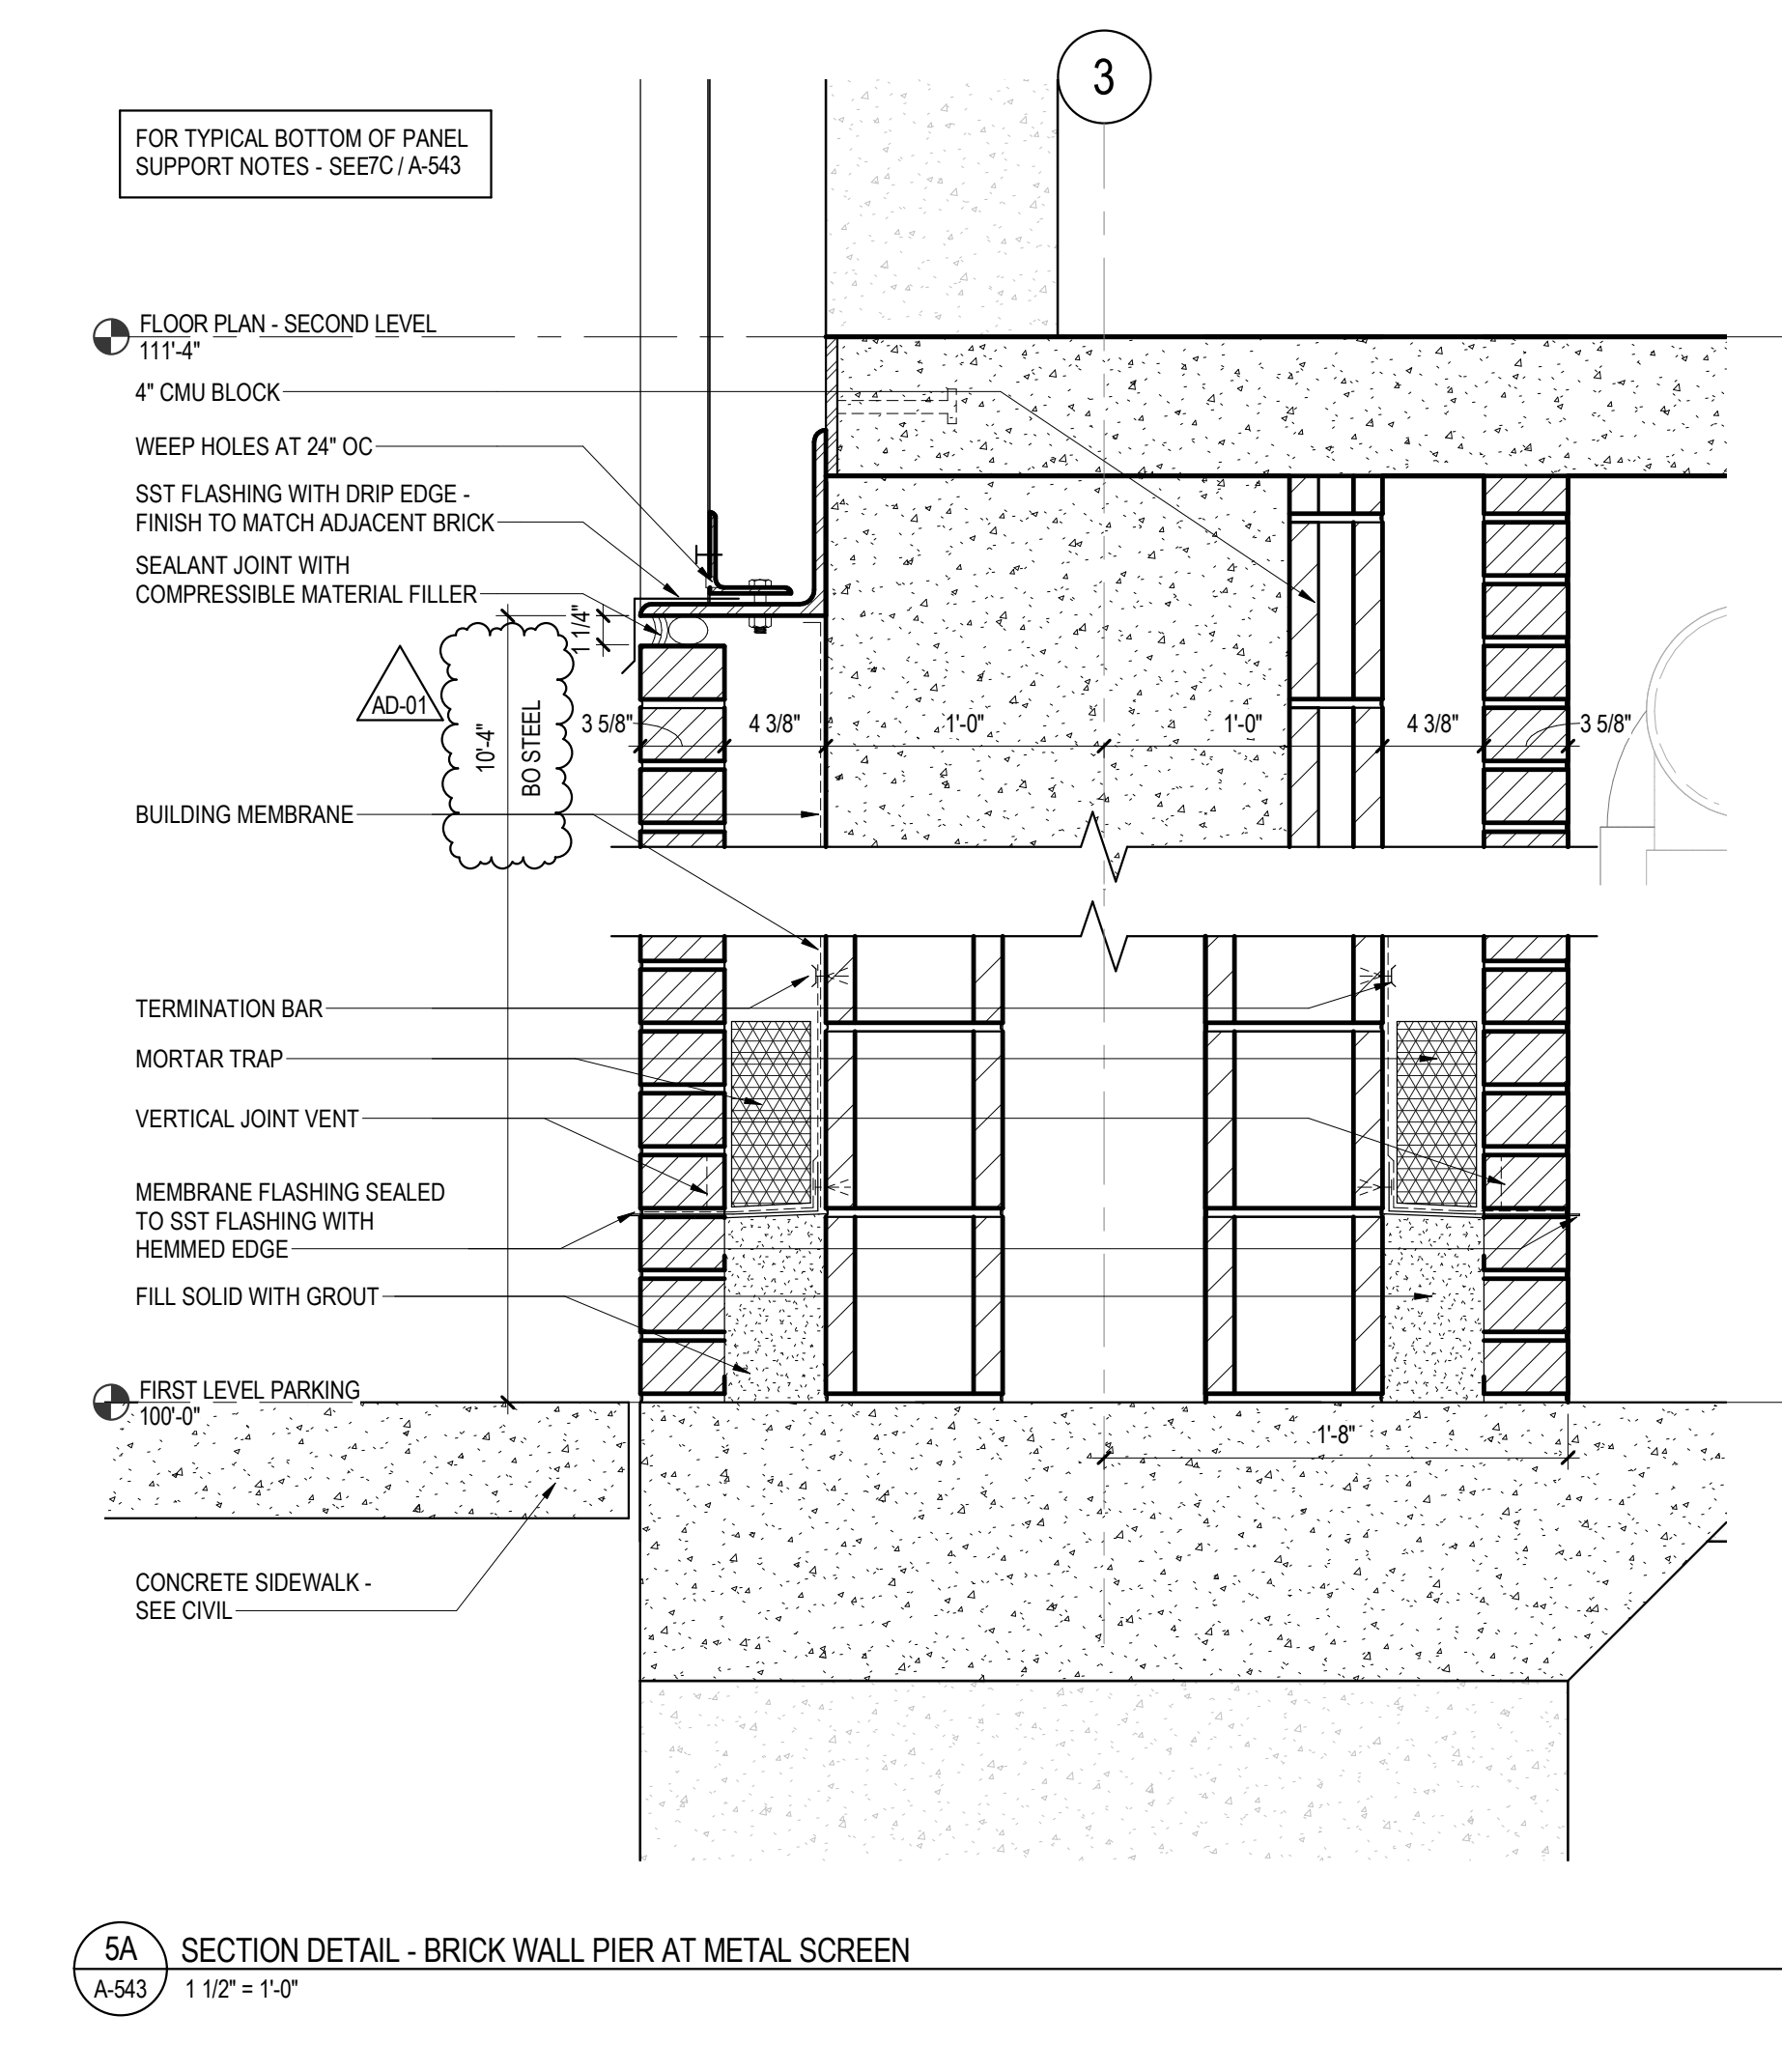 3
FOR TYPICAL BOTTOM OF PANEL
SUPPORT NOTES - SEE7C / A-543
FLOOR PLAN - SECOND LEVEL
111'-4"
4" CMU BLOCK
WEEP HOLES AT 24" OC
SST FLASHING WITH DRIP EDGE -
FINISH TO MATCH ADJACENT BRICK
SEALANT JOINT WITH
COMPRESSIBLE MATERIAL FILLER
1 1/4"
AD-01
10'-4"
BO STEEL
3 5/8"
4 3/8"
1'-0"
1'-0"
4 3/8"
3 5/8"
BUILDING MEMBRANE
TERMINATION BAR
MORTAR TRAP
VERTICAL JOINT VENT
MEMBRANE FLASHING SEALED
TO SST FLASHING WITH
HEMMED EDGE
FILL SOLID WITH GROUT
FIRST LEVEL PARKING
100'-0"
1'-8"
CONCRETE SIDEWALK -
SEE CIVIL
5A
A-543
SECTION DETAIL - BRICK WALL PIER AT METAL SCREEN
1 1/2" = 1'-0"